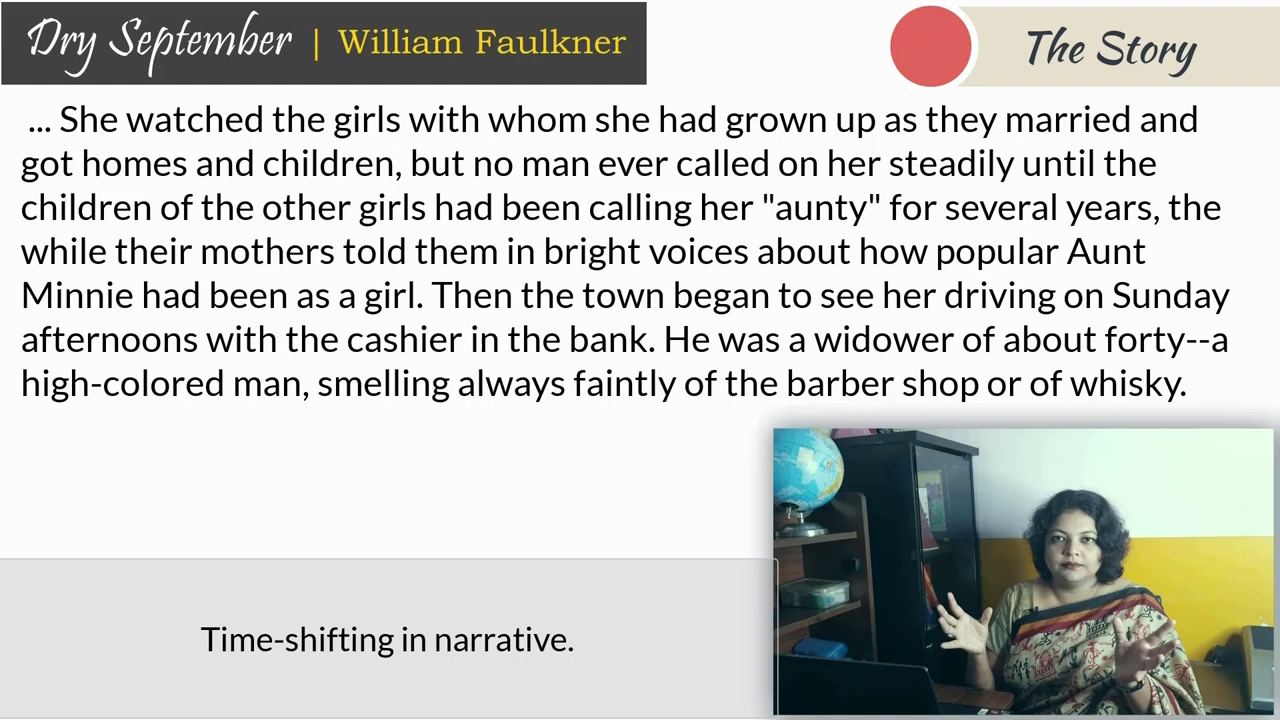 Dry September | William Faulkner
The Story
... She watched the girls with whom she had grown up as they married and
got homes and children, but no man ever called on her steadily until the
children of the other girls had been calling her "aunty" for several years, the
while their mothers told them in bright voices about how popular Aunt
Minnie had been as a girl. Then the town began to see her driving on Sunday
afternoons with the cashier in the bank. He was a widower of about forty--a
high-colored man, smelling always faintly of the barber shop or of whisky.
Time-shifting in narrative.